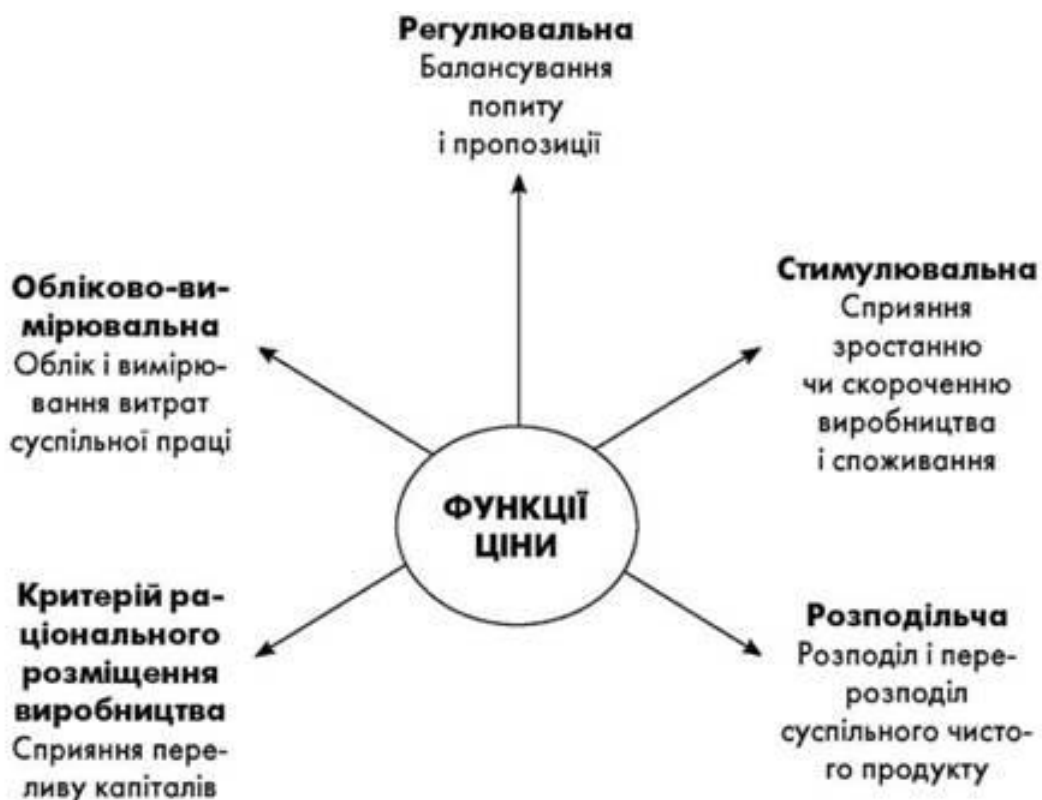 Регулювальна
Балансування
попиту
і пропозиції
Обліково-ви-
мірювальна
Облік і вимірю-
вання витрат
суспільної праці
Стимулювальна
Сприяння
зростанню
чи скороченню
виробництва
і споживання
ФУНКЦІЇ
ЦІНИ
Критерій ра-
ціонального
розміщення
виробництва
Сприяння пере-
ливу капіталів
Розподільча
Розподіл і пере-
розподіл
суспільного чисто-
го продукту